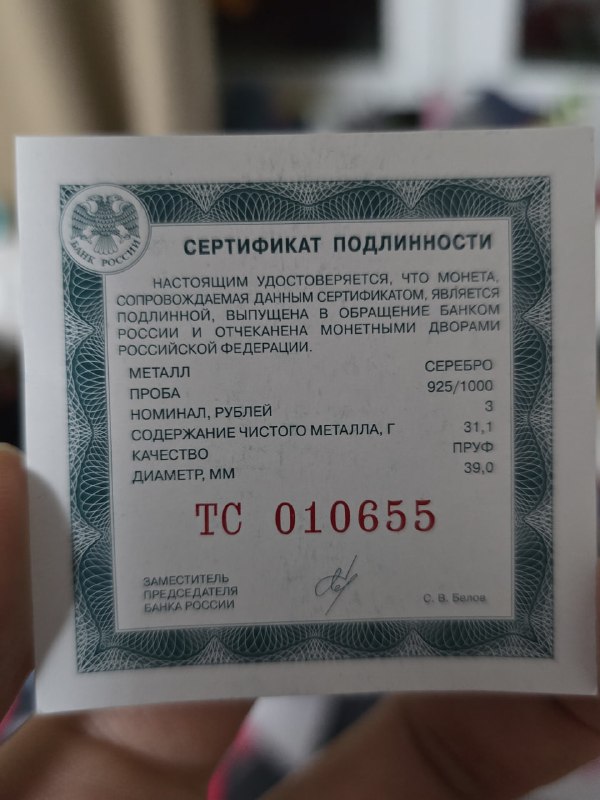 БАНК РОССИИ
СЕРТИФИКАТ ПОДЛИННОСТИ
НАСТОЯЩИМ УДОСТОВЕРЯЕТСЯ, ЧТО МОНЕТА,
СОПРОВОЖДАЕМАЯ ДАННЫМ СЕРТИФИКАТОМ, ЯВЛЯЕТСЯ
ПОДЛИННОЙ, ВЫПУЩЕНА В ОБРАЩЕНИЕ БАНКОМ
РОССИИ И ОТЧЕКАНЕНА МОНЕТНЫМИ ДВОРАМИ
РОССИЙСКОЙ ФЕДЕРАЦИИ.
МЕТАЛЛ СЕРЕБРО
ПРОБА 925/1000
НОМИНАЛ, РУБЛЕЙ 3
СОДЕРЖАНИЕ ЧИСТОГО МЕТАЛЛА, Г 31,1
КАЧЕСТВО ПРУФ
ДИАМЕТР, ММ 39,0
ТС 010655
ЗАМЕСТИТЕЛЬ
ПРЕДСЕДАТЕЛЯ
БАНКА РОССИИ С. В. Белов